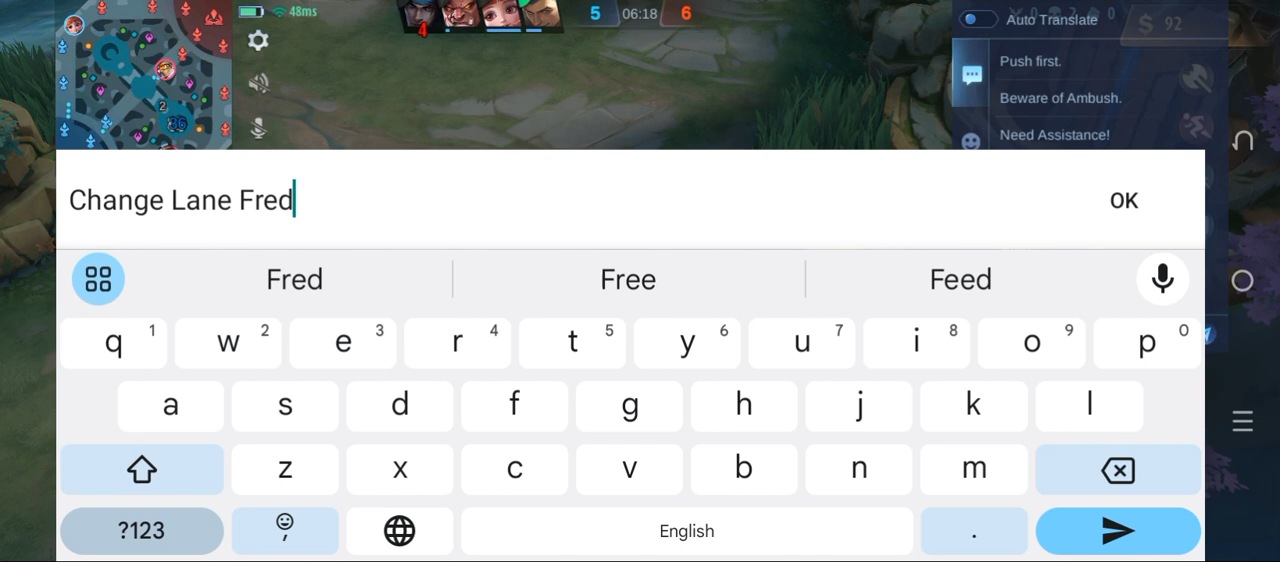 48ms
4
5 06:18 6
2
Auto Translate
$ 92
Push first.
Beware of Ambush.
Need Assistance!
Change Lane Fred
OK
Fred Free Feed
q 1 w 2 e 3 r 4 t 5 y 6 u 7 i 8 o 9 p 0
a s d f g h j k l
z x c v b n m
?123 , English .